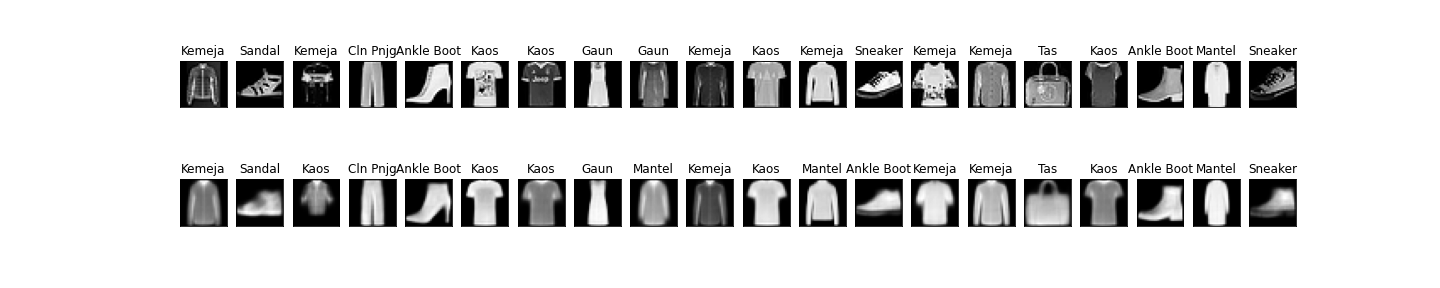 Kemeja Sandal Kemeja Cln Pnjg Ankle Boot Kaos Kaos Gaun Gaun Kemeja Kaos Kemeja Sneaker Kemeja Kemeja Tas Kaos Ankle Boot Mantel Sneaker
Jeep
Kemeja Sandal Kaos Cln Pnjg Ankle Boot Kaos Kaos Gaun Mantel Kemeja Kaos Mantel Ankle Boot Kemeja Kemeja Tas Kaos Ankle Boot Mantel Sneaker